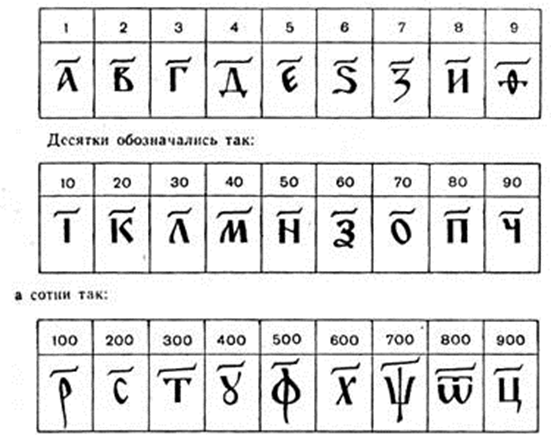 1 2 3 4 5 6 7 8 9
А҃ В҃ Г҃ Д҃ Є҃ Ѕ҃ З҃ И҃ Ѳ҃
Десятки обозначались так:
10 20 30 40 50 60 70 80 90
І҃ К҃ Л҃ М҃ Н҃ Ѯ҃ О҃ П҃ Ч҃
а сотни так:
100 200 300 400 500 600 700 800 900
Р҃ С҃ Т҃ Ꙋ҃ Ф҃ Х҃ Ѱ҃ Ѿ҃ Ц҃